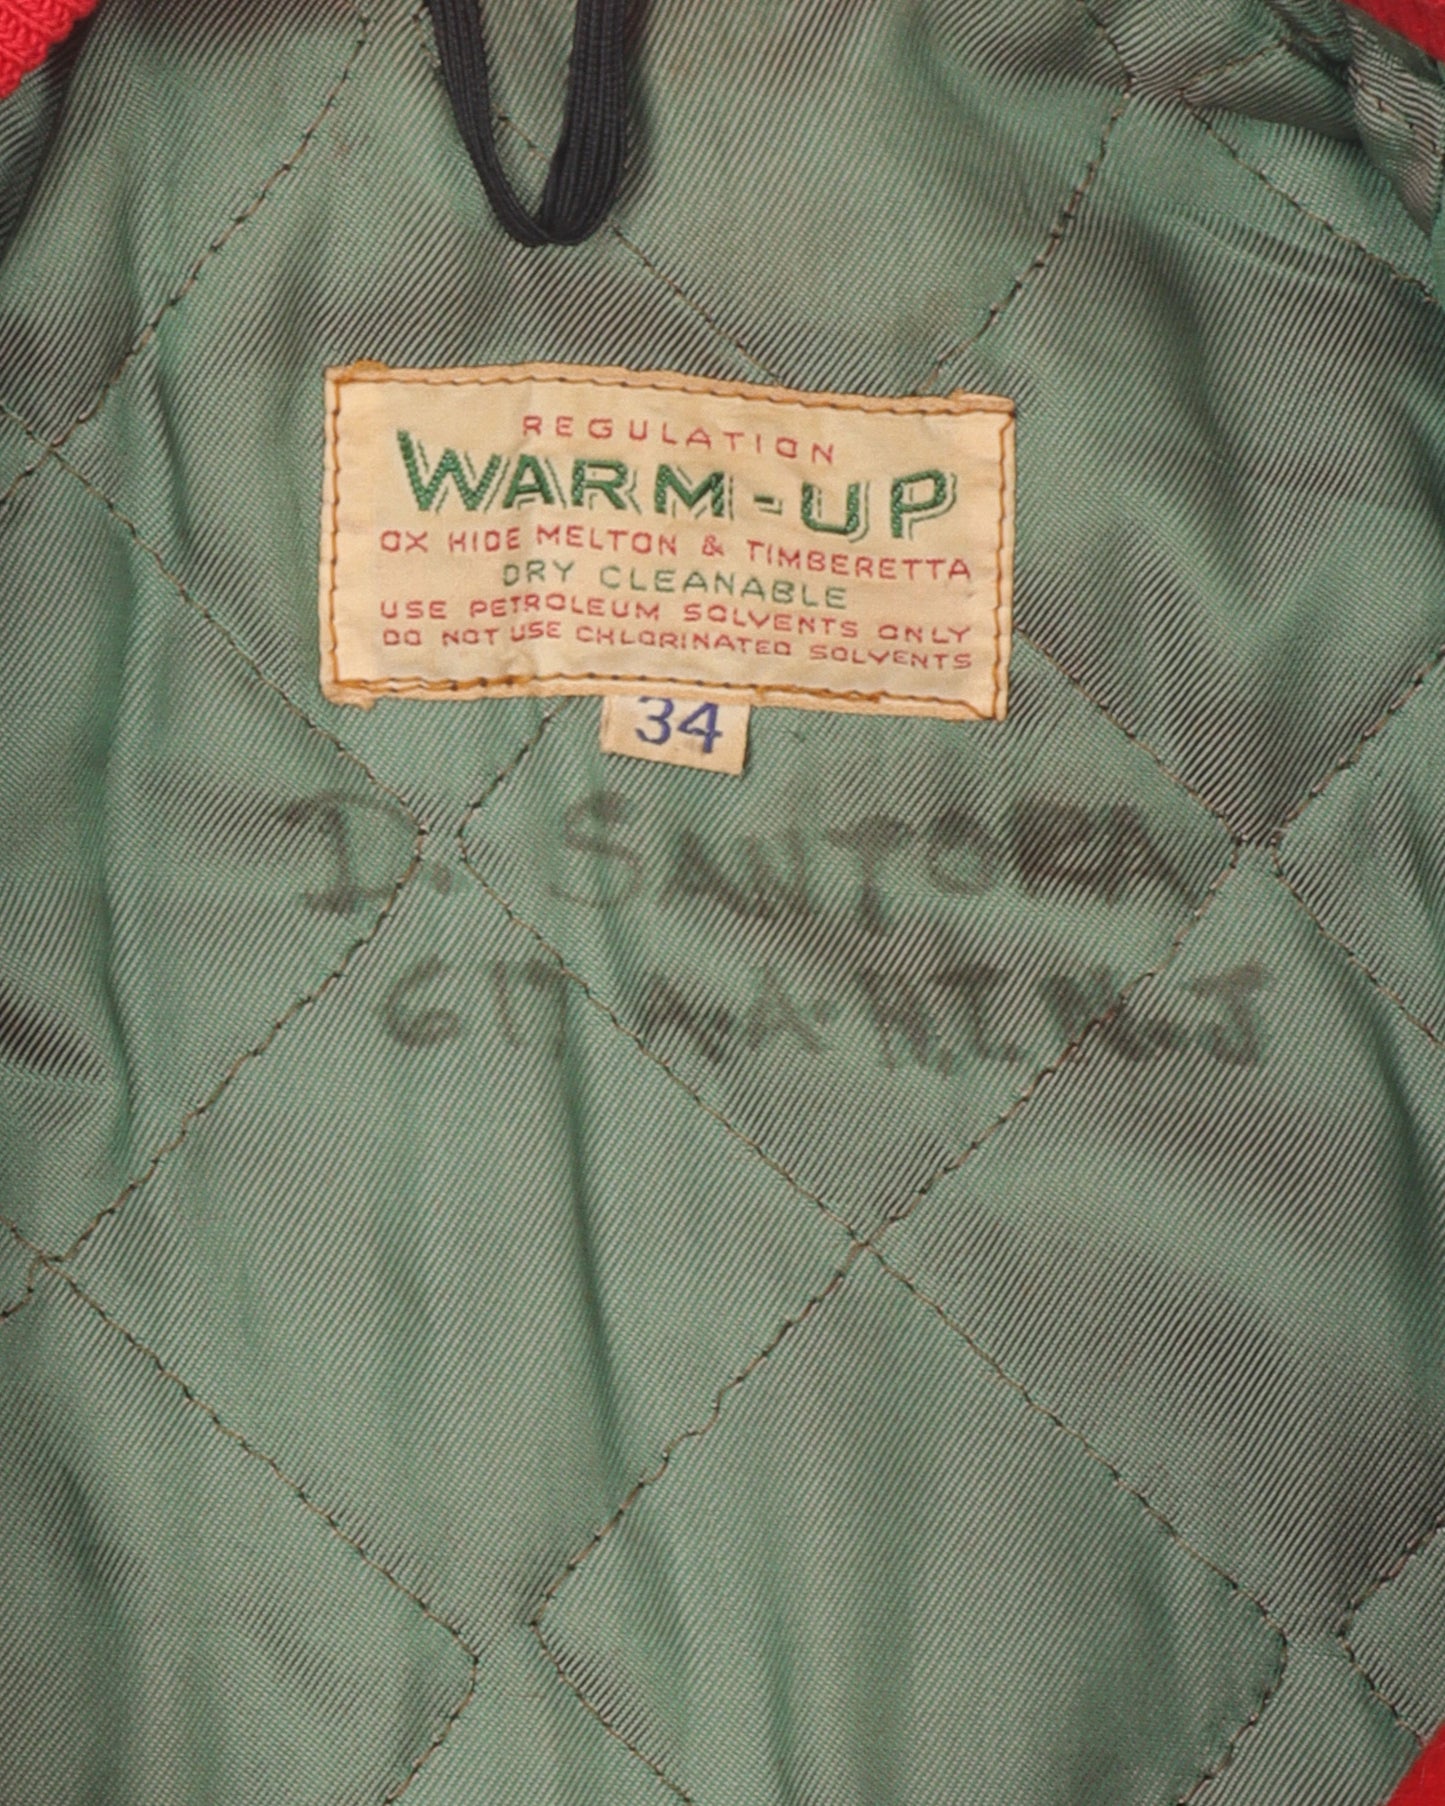 REGULATION
WARM-UP
OX HIDE MELTON & TIMBERETTA
DRY CLEANABLE
USE PETROLEUM SOLVENTS ONLY
DO NOT USE CHLORINATED SOLVENTS
34
D. SANTORA